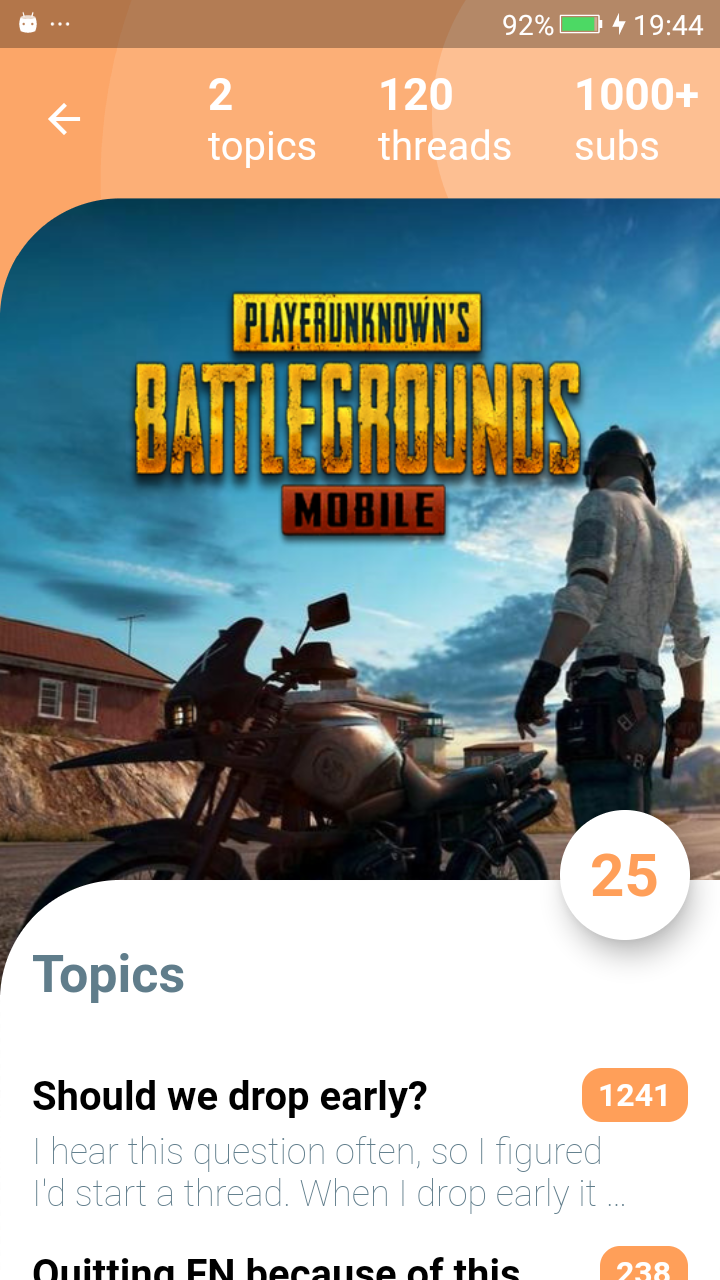 92% 19:44
2 120 1000+
topics threads subs
PLAYERUNKNOWN'S
BATTLEGROUNDS
MOBILE
25
Topics
Should we drop early? 1241
I hear this question often, so I figured
I'd start a thread. When I drop early it ...
Quitting FN because of this 238